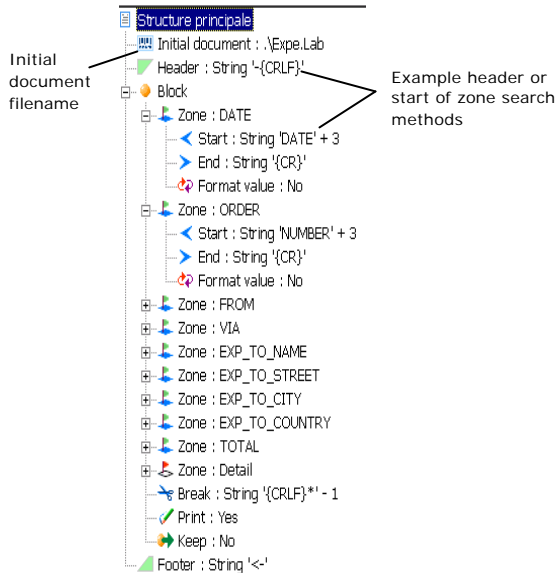 Structure principale
Initial document : .\Expe.Lab
Header : String '-{CRLF}'
Block
Zone : DATE
Start : String 'DATE' + 3
End : String '{CR}'
Format value : No
Zone : ORDER
Start : String 'NUMBER' + 3
End : String '{CR}'
Format value : No
Zone : FROM
Zone : VIA
Zone : EXP_TO_NAME
Zone : EXP_TO_STREET
Zone : EXP_TO_CITY
Zone : EXP_TO_COUNTRY
Zone : TOTAL
Zone : Detail
Break : String '{CRLF}*' - 1
Print : Yes
Keep : No
Footer : String '<-'
Initial
document
filename
Example header or
start of zone search
methods